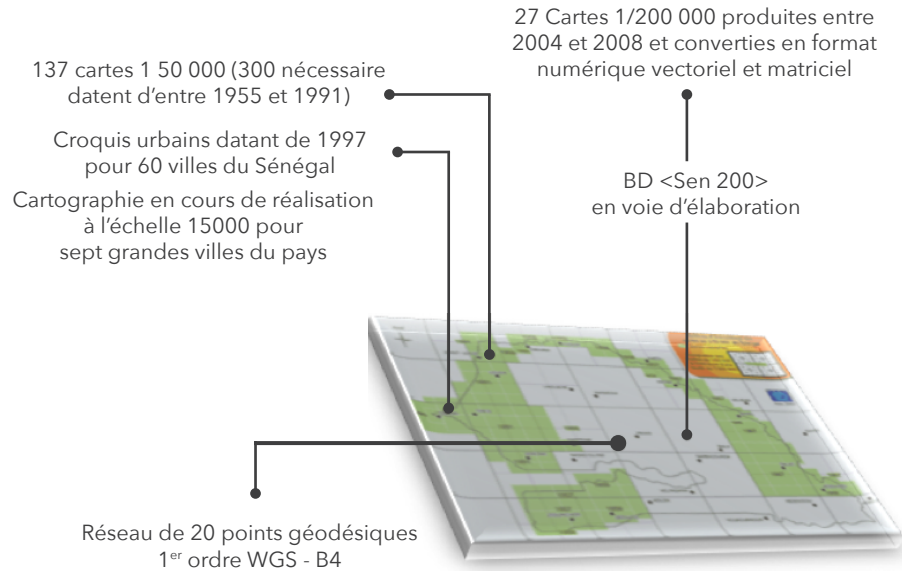 27 Cartes 1/200 000 produites entre
2004 et 2008 et converties en format
numérique vectoriel et matriciel
137 cartes 1 50 000 (300 nécessaire
datent d'entre 1955 et 1991)
Croquis urbains datant de 1997
pour 60 villes du Sénégal
Cartographie en cours de réalisation
à l'échelle 15000 pour
sept grandes villes du pays
BD <Sen 200>
en voie d'élaboration
Réseau de 20 points géodésiques
1er ordre WGS - B4